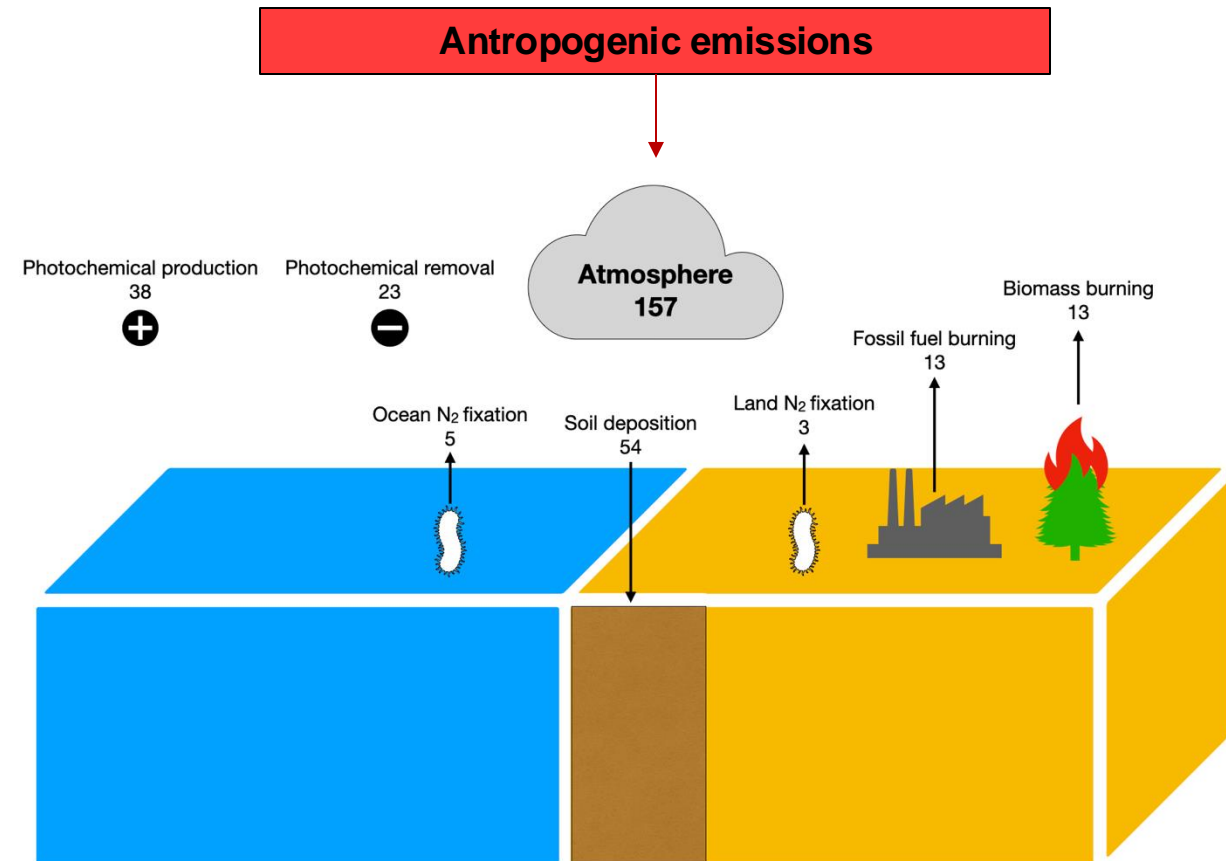 Antropogenic emissions
Atmosphere
157
Photochemical production
38
Photochemical removal
23
Biomass burning
13
Fossil fuel burning
13
Ocean N₂ fixation
5
Soil deposition
54
Land N₂ fixation
3